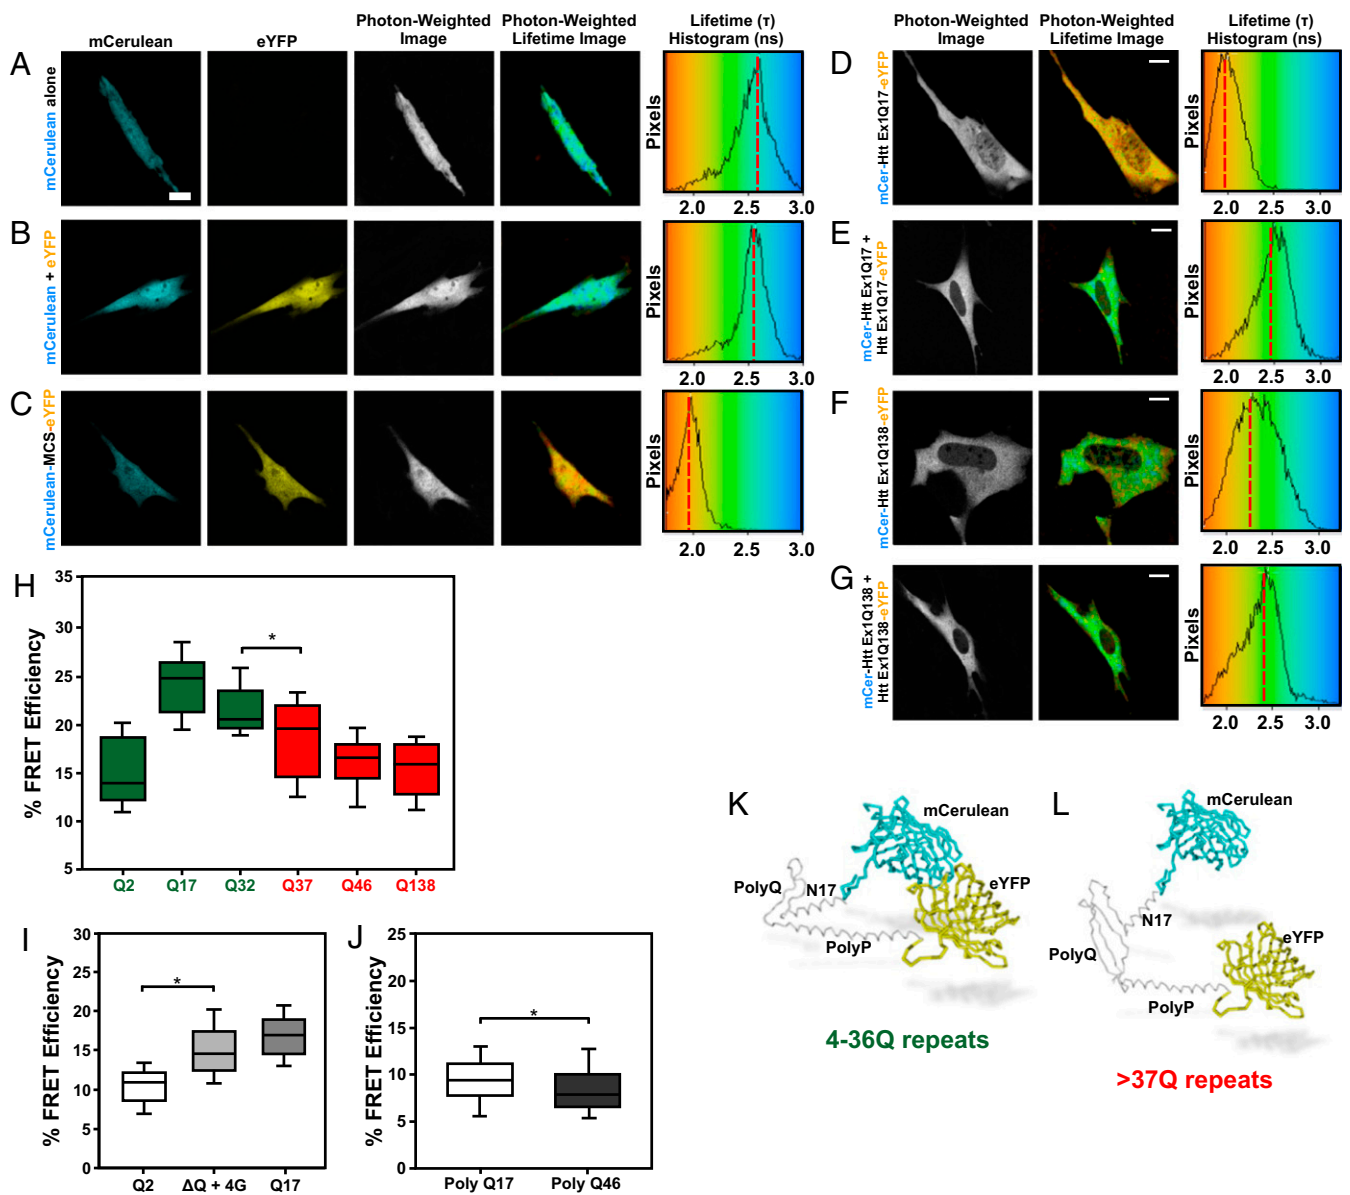 mCerulean
eYFP
Photon-Weighted
Image
Photon-Weighted
Lifetime Image
Lifetime (τ)
Histogram (ns)
A
mCerulean alone
Pixels
2.0 2.5 3.0
B
mCerulean + eYFP
Pixels
2.0 2.5 3.0
C
mCerulean-MCS-eYFP
Pixels
2.0 2.5 3.0
Photon-Weighted
Image
Photon-Weighted
Lifetime Image
Lifetime (τ)
Histogram (ns)
D
mCer-Htt Ex1Q17-eYFP
Pixels
2.0 2.5 3.0
E
mCer-Htt Ex1Q17 +
Htt Ex1Q17-eYFP
Pixels
2.0 2.5 3.0
F
mCer-Htt Ex1Q138-eYFP
Pixels
2.0 2.5 3.0
G
mCer-Htt Ex1Q138 +
Htt Ex1Q138-eYFP
Pixels
2.0 2.5 3.0
H
% FRET Efficiency
35
30
25
20
15
10
5
*
Q2 Q17 Q32 Q37 Q46 Q138
I
% FRET Efficiency
30
25
20
15
10
5
0
*
Q2 ΔQ + 4G Q17
J
% FRET Efficiency
25
20
15
10
5
0
*
Poly Q17 Poly Q46
K
mCerulean
PolyQ
N17
eYFP
PolyP
4-36Q repeats
L
mCerulean
N17
PolyQ
eYFP
PolyP
>37Q repeats